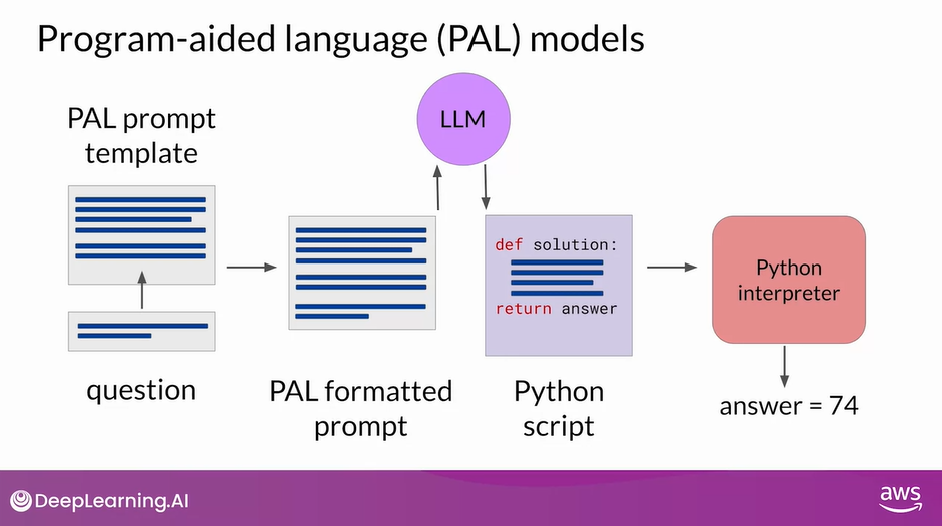 Program-aided language (PAL) models
PAL prompt
template
LLM
def solution:
return answer
Python
interpreter
question
PAL formatted
prompt
Python
script
answer = 74
DeepLearning.AI
aws